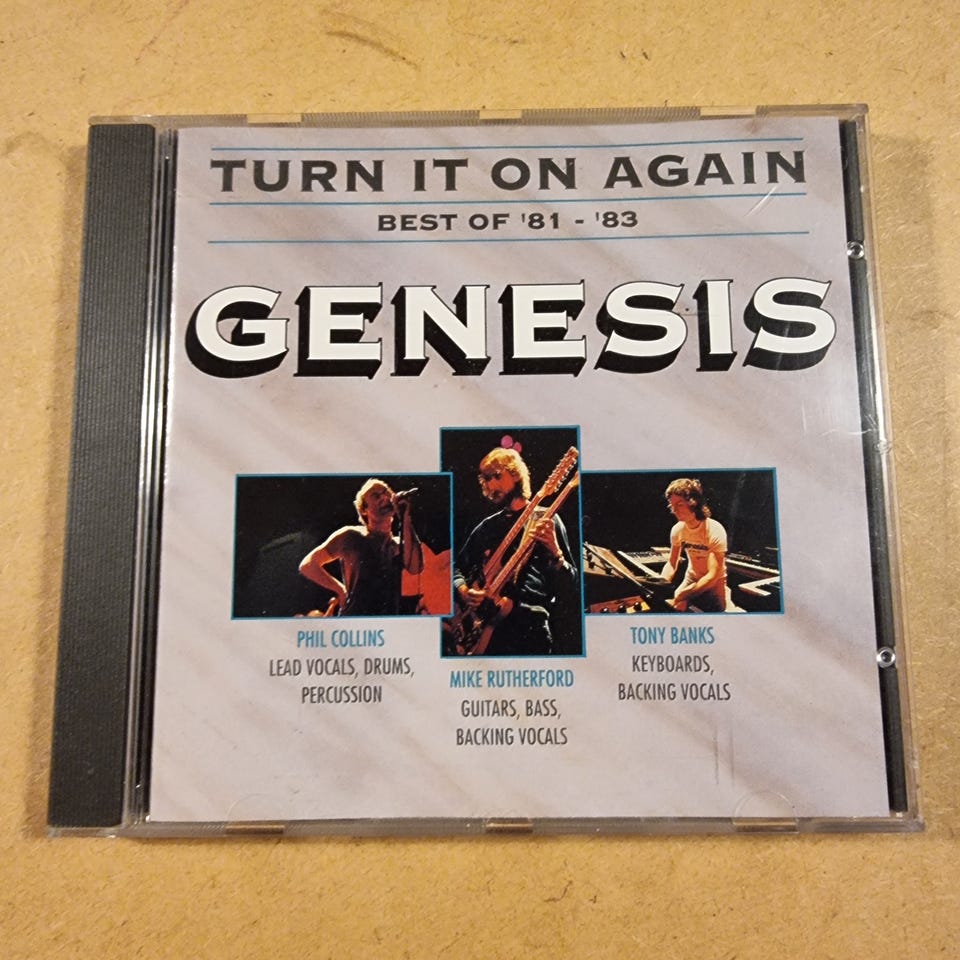 TURN IT ON AGAIN
BEST OF '81 - '83
GENESIS
PHIL COLLINS
LEAD VOCALS, DRUMS,
PERCUSSION
MIKE RUTHERFORD
GUITARS, BASS,
BACKING VOCALS
TONY BANKS
KEYBOARDS,
BACKING VOCALS